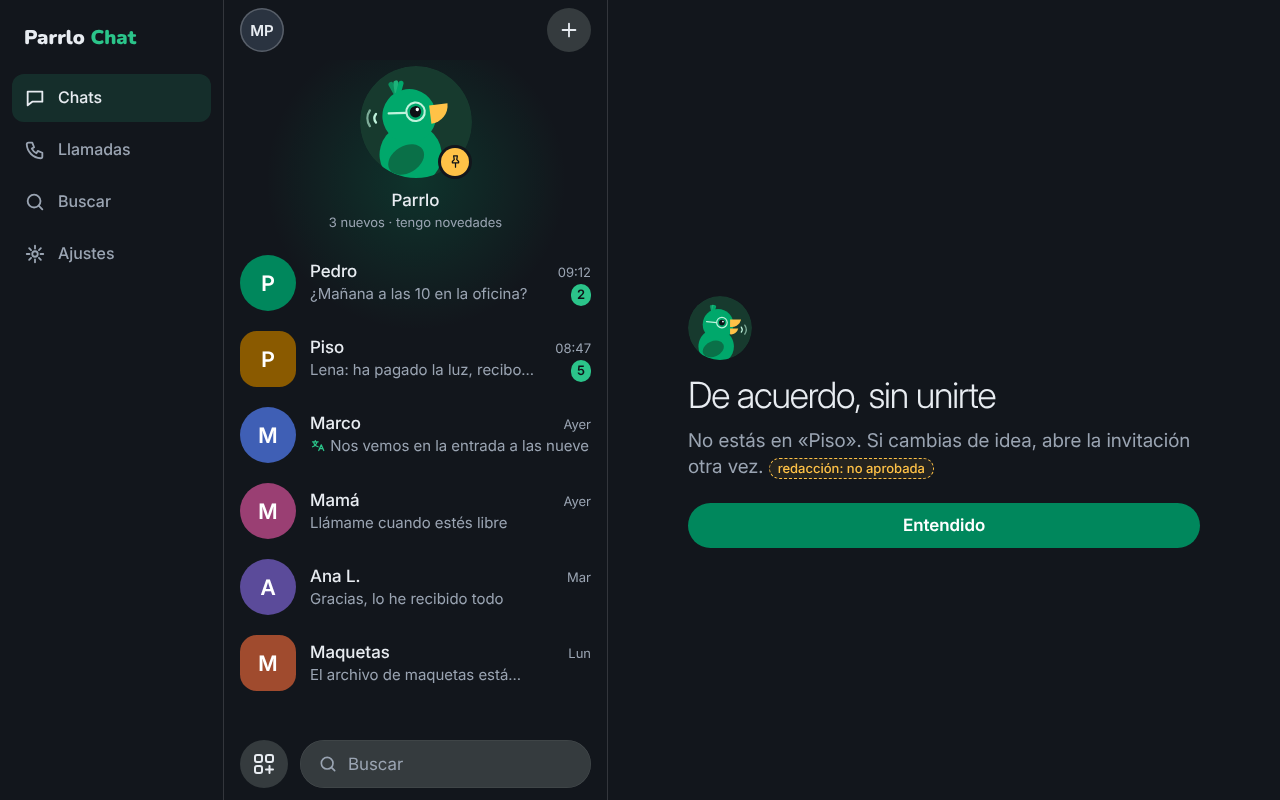 Parrlo Chat
Chats
Llamadas
Buscar
Ajustes
MP
Parrlo
3 nuevos · tengo novedades
P
Pedro
09:12
¿Mañana a las 10 en la oficina?
2
P
Piso
08:47
Lena: ha pagado la luz, recibo...
5
M
Marco
Ayer
Nos vemos en la entrada a las nueve
M
Mamá
Ayer
Llámame cuando estés libre
A
Ana L.
Mar
Gracias, lo he recibido todo
M
Maquetas
Lun
El archivo de maquetas está...
Buscar
De acuerdo, sin unirte
No estás en «Piso». Si cambias de idea, abre la invitación
otra vez. redacción: no aprobada
Entendido